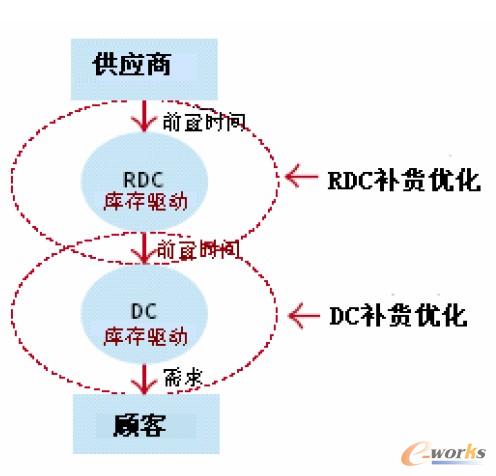 供应商
前置时间
RDC
库存驱动
RDC补货优化
前置时间
DC
库存驱动
DC补货优化
需求
顾客
e-works